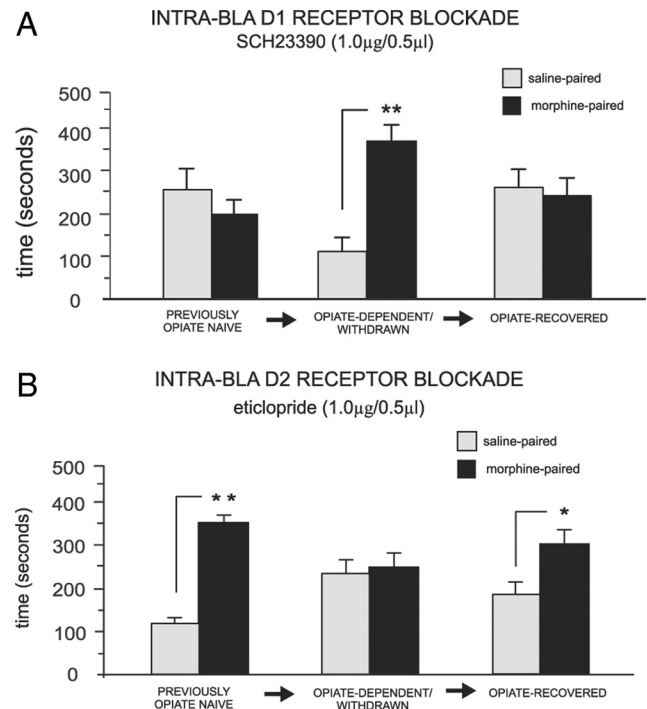 A
INTRA-BLA D1 RECEPTOR BLOCKADE
SCH23390 (1.0µg/0.5µl)
saline-paired
morphine-paired
time (seconds)
500
400
300
200
100
0
**
PREVIOUSLY
OPIATE NAIVE
OPIATE-DEPENDENT/
WITHDRAWN
OPIATE-RECOVERED
B
INTRA-BLA D2 RECEPTOR BLOCKADE
eticlopride (1.0µg/0.5µl)
saline-paired
morphine-paired
time (seconds)
500
400
300
200
100
0
**
*
PREVIOUSLY
OPIATE NAIVE
OPIATE-DEPENDENT/
WITHDRAWN
OPIATE-RECOVERED